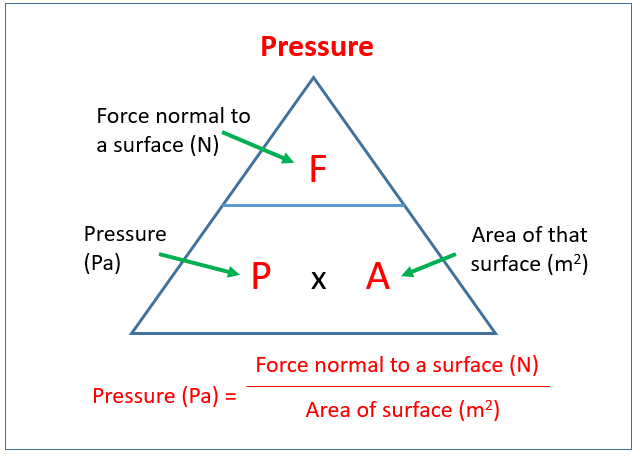 Pressure
Force normal to
a surface (N)
F
Pressure
(Pa)
P x A
Area of that
surface (m²)
Pressure (Pa) =
Force normal to a surface (N)
Area of surface (m²)